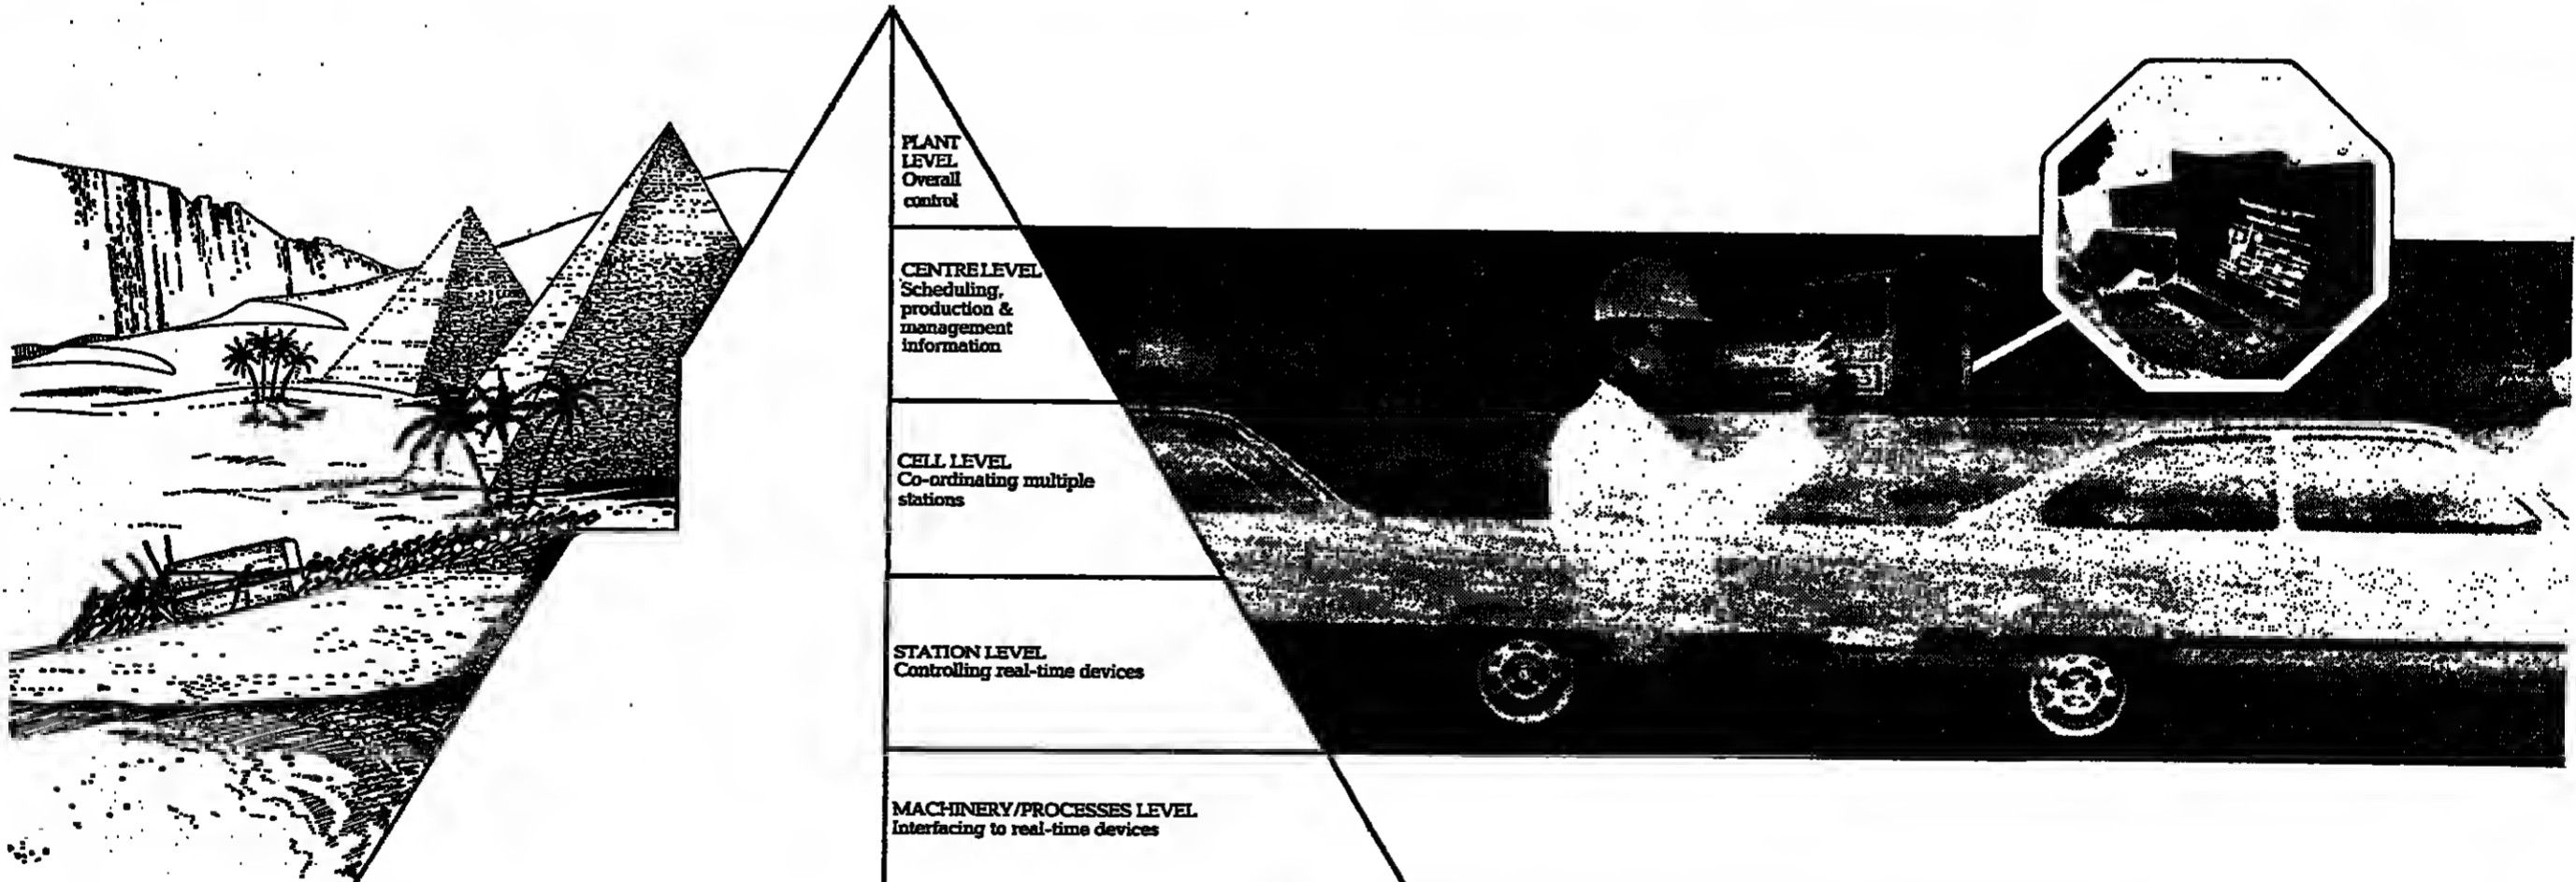 PLANT
LEVEL
Overall
control
CENTRE LEVEL
Scheduling,
production &
management
information
CELL LEVEL
Co-ordinating multiple
stations
STATION LEVEL
Controlling real-time devices
MACHINERY/PROCESSES LEVEL
Interfacing to real-time devices